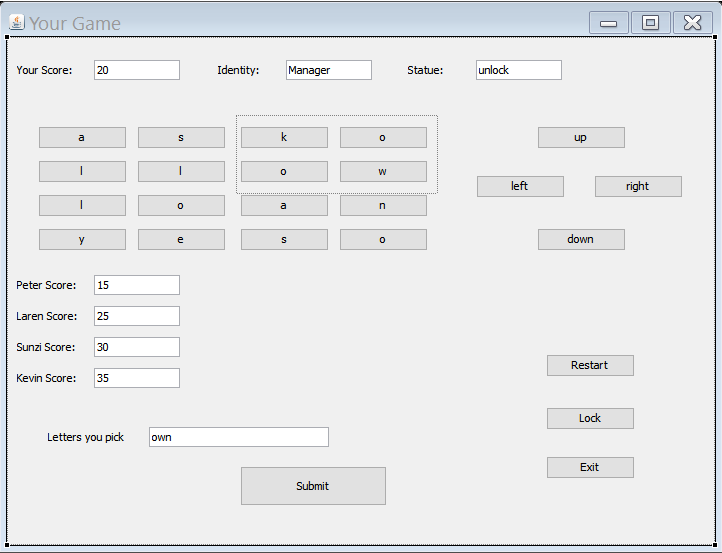 Your Game
Your Score: 20 Identity: Manager Statue: unlock
a s k o up
l l o w left right
l o a n
y e s o down
Peter Score: 15
Laren Score: 25
Sunzi Score: 30
Kevin Score: 35
Restart
Lock
Letters you pick own
Exit
Submit